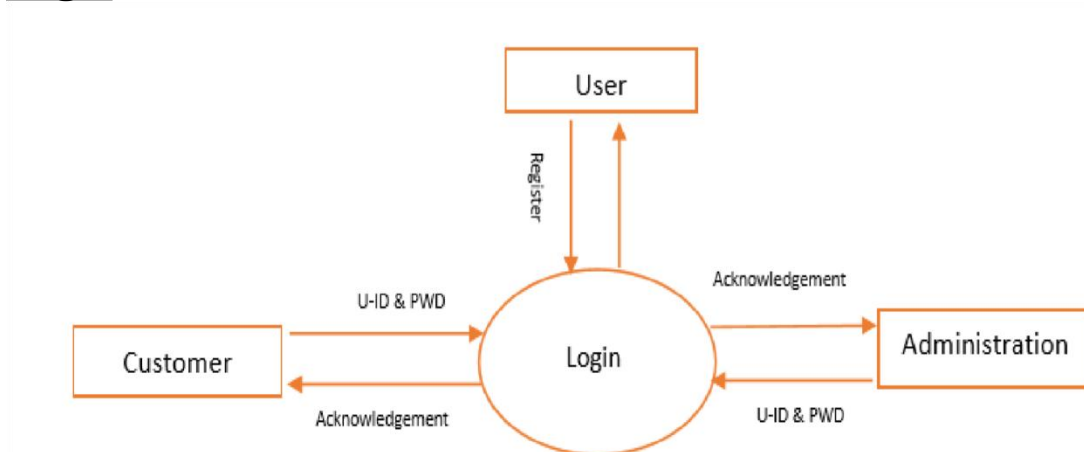 User
Register
Acknowledgement
U-ID & PWD
Customer
Login
Administration
Acknowledgement
U-ID & PWD